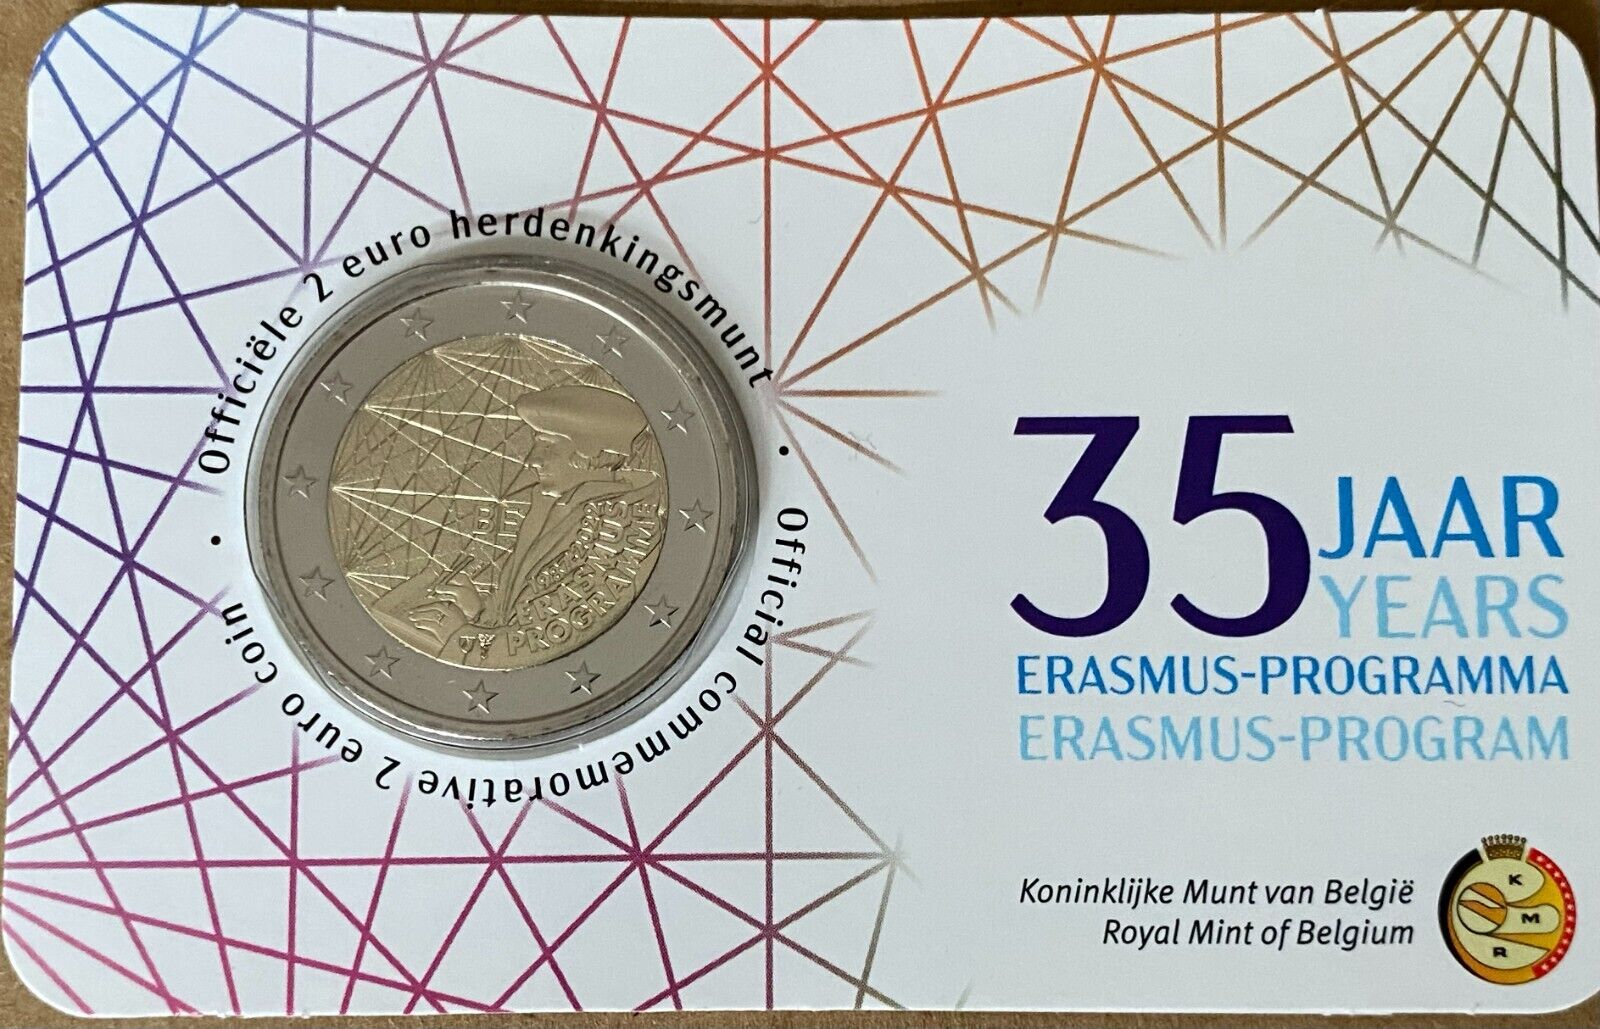 Officiële 2 euro herdenkingsmunt
• Official commemorative 2 euro coin •
BE
1987-2022
ERASMUS
PROGRAMME
35 JAAR
YEARS
ERASMUS-PROGRAMMA
ERASMUS-PROGRAM
Koninklijke Munt van België
Royal Mint of Belgium
K
M
R